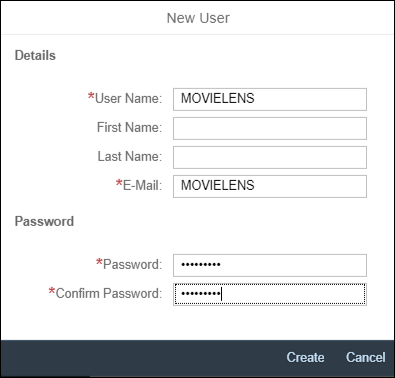 New User
Details
*User Name: MOVIELENS
First Name:
Last Name:
*E-Mail: MOVIELENS
Password
*Password: •••••••••
*Confirm Password: •••••••••
Create Cancel